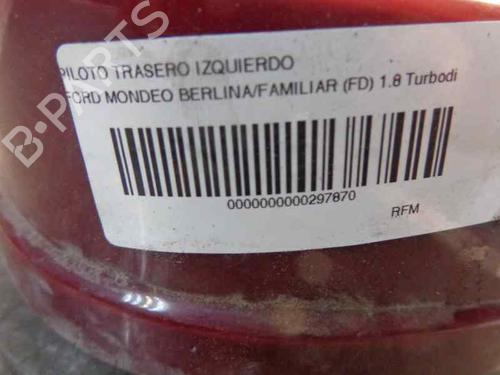 PILOTO TRASERO IZQUIERDO
FORD MONDEO BERLINA/FAMILIAR (FD) 1.8 Turbodi
0000000000297870
RFM
B-PARTS